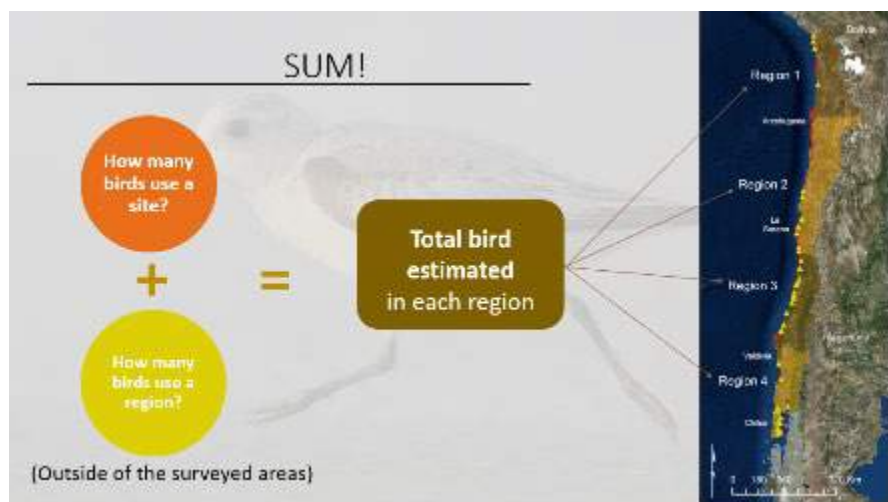 SUM!
How many
birds use a
site?
+
=
Total bird
estimated
in each region
How many
birds use a
region?
(Outside of the surveyed areas)
Bolivia
Region 1
Antofagasta
Region 2
La
Serena
Region 3
Valdivia
Region 4
Chiloe
0